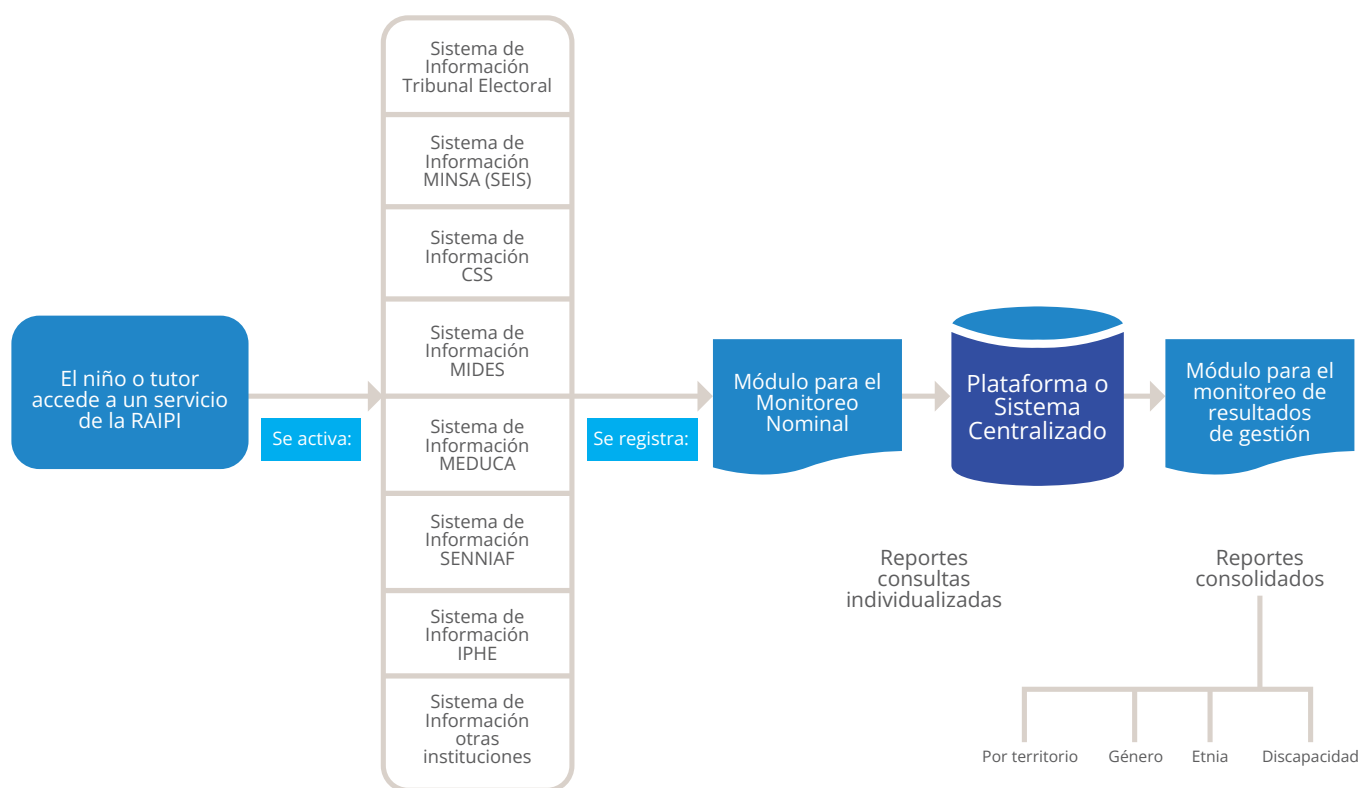 El niño o tutor
accede a un servicio
de la RAIPI
Se activa:
Sistema de
Información
Tribunal Electoral
Sistema de
Información
MINSA (SEIS)
Sistema de
Información
CSS
Sistema de
Información
MIDES
Sistema de
Información
MEDUCA
Sistema de
Información
SENNIAF
Sistema de
Información
IPHE
Sistema de
Información
otras
instituciones
Se registra:
Módulo para el
Monitoreo
Nominal
Plataforma o
Sistema
Centralizado
Módulo para el
monitoreo de
resultados
de gestión
Reportes
consultas
individualizadas
Reportes
consolidados
Por territorio
Género
Etnia
Discapacidad